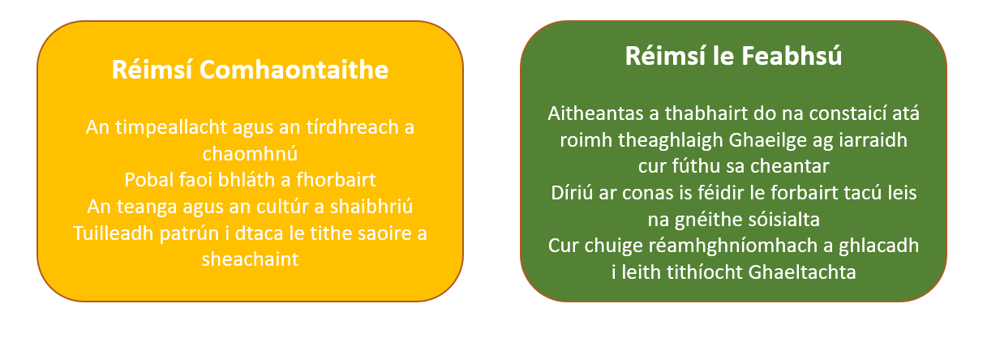 Réimsí Comhaontaithe
An timpeallacht agus an tírdhreach a
chaomhnú
Pobal faoi bhláth a fhorbairt
An teanga agus an cultúr a shaibhriú
Tuilleadh patrún i dtaca le tithe saoire a
sheachaint
Réimsí le Feabhsú
Aitheantas a thabhairt do na constaicí atá
roimh theaghlaigh Ghaeilge ag iarraidh
cur fúthu sa cheantar
Díriú ar conas is féidir le forbairt tacú leis
na gnéithe sóisialta
Cur chuige réamhghníomhach a ghlacadh
i leith tithíocht Ghaeltachta